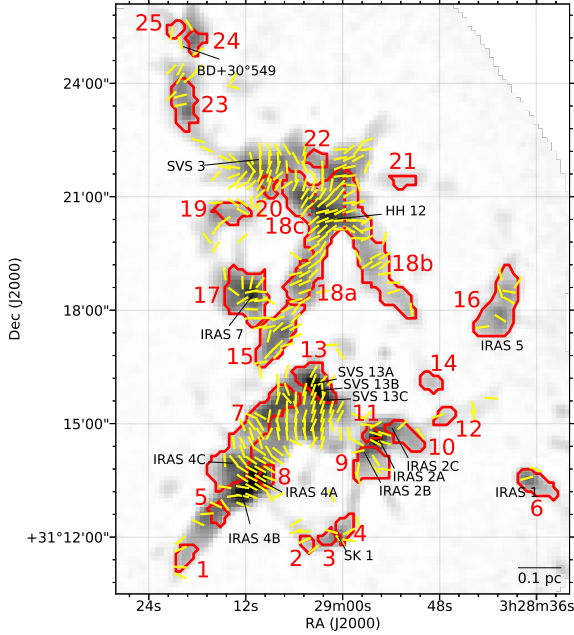 25
24
BD+30°549
24'00"
23
22
SVS 3
21
21'00"
19
20
18c
HH 12
18b
17
18a
16
18'00"
IRAS 7
15
IRAS 5
13
SVS 13A
SVS 13B
SVS 13C
14
7
11
12
15'00"
10
IRAS 4C
9
IRAS 2C
IRAS 2A
8
IRAS 2B
IRAS 4A
IRAS 1
5
6
4
IRAS 4B
+31°12'00"
2
3
SK 1
1
0.1 pc
24s
12s
29m00s
48s
3h28m36s
RA (J2000)
Dec (J2000)